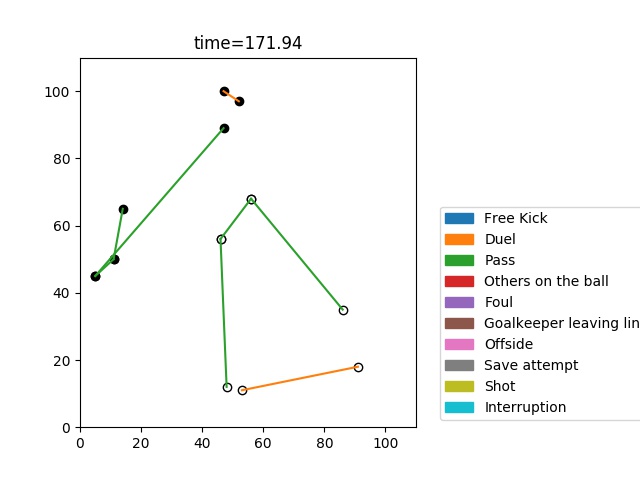 time=171.94
100
80
60
40
20
0
0 20 40 60 80 100
Free Kick
Duel
Pass
Others on the ball
Foul
Goalkeeper leaving lin
Offside
Save attempt
Shot
Interruption